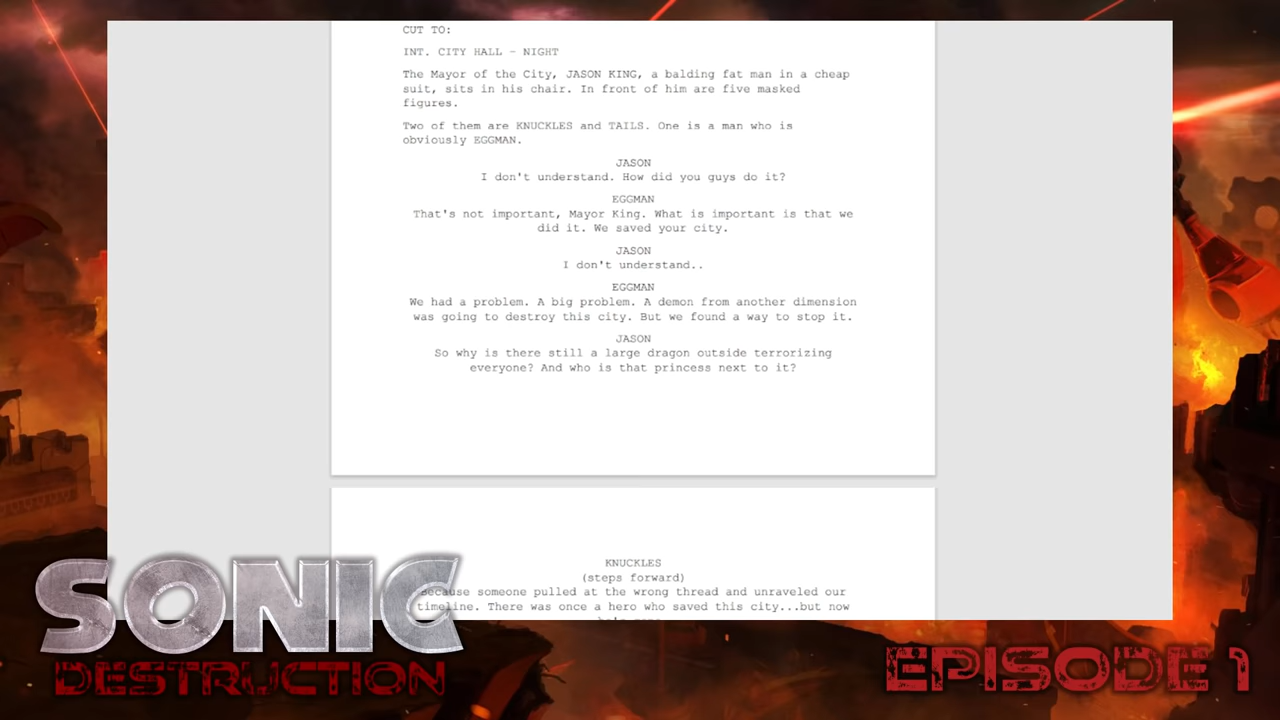 CUT TO:
INT. CITY HALL - NIGHT
The Mayor of the City, JASON KING, a balding fat man in a cheap
suit, sits in his chair. In front of him are five masked
figures.
Two of them are KNUCKLES and TAILS. One is a man who is
obviously EGGMAN.
JASON
I don't understand. How did you guys do it?
EGGMAN
That's not important, Mayor King. What is important is that we
did it. We saved your city.
JASON
I don't understand..
EGGMAN
We had a problem. A big problem. A demon from another dimension
was going to destroy this city. But we found a way to stop it.
JASON
So why is there still a large dragon outside terrorizing
everyone? And who is that princess next to it?
KNUCKLES
(steps forward)
Because someone pulled at the wrong thread and unraveled our
timeline. There was once a hero who saved this city...but now
SONIC
DESTRUCTION
EPISODE 1